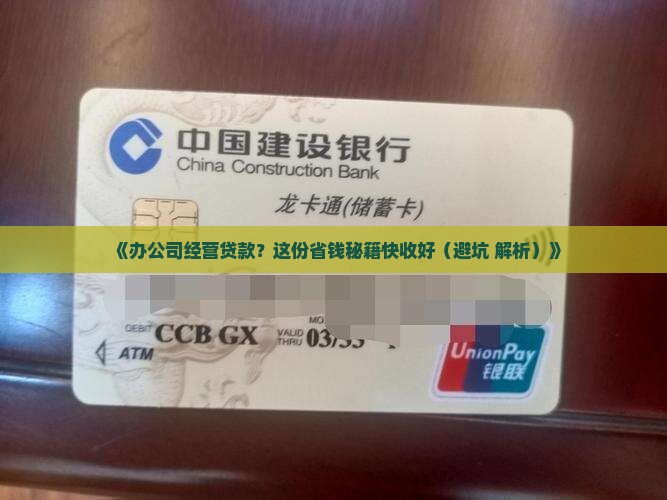 中国建设银行
China Construction Bank
龙卡通(储蓄卡)
《办公司经营贷款？这份省钱秘籍快收好（避坑 解析）》
DEBIT CCB GX VALID THRU 03/33
ATM
UnionPay
银联